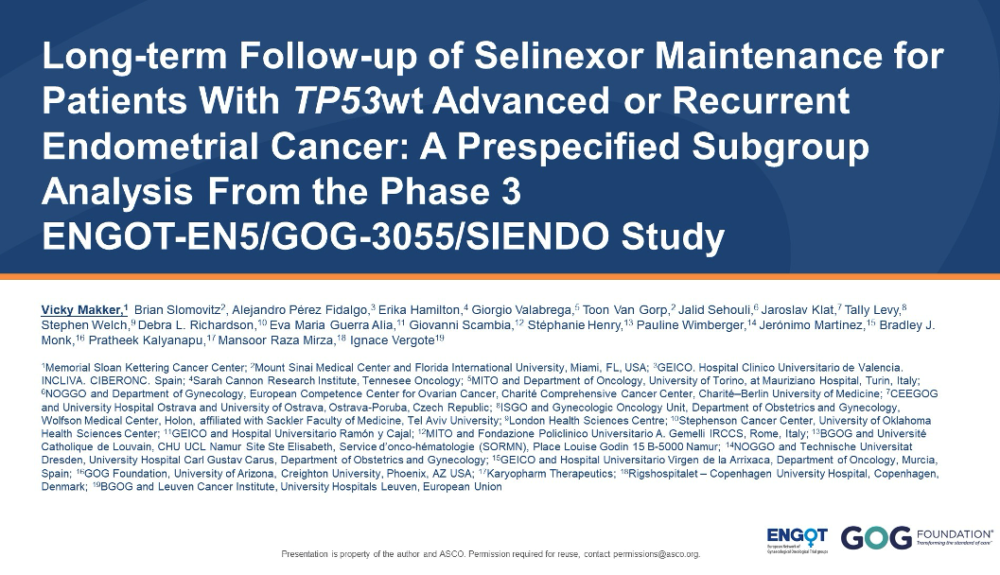 Long-term Follow-up of Selinexor Maintenance for
Patients With TP53wt Advanced or Recurrent
Endometrial Cancer: A Prespecified Subgroup
Analysis From the Phase 3
ENGOT-EN5/GOG-3055/SIENDO Study
Vicky Makker,1 Brian Slomovitz2, Alejandro Pérez Fidalgo,3 Erika Hamilton,4 Giorgio Valabrega,5 Toon Van Gorp,2 Jalid Sehouli,6 Jaroslav Klat,7 Tally Levy,8
Stephen Welch,9 Debra L. Richardson,10 Eva Maria Guerra Alia,11 Giovanni Scambia,12 Stéphanie Henry,13 Pauline Wimberger,14 Jerónimo Martínez,15 Bradley J.
Monk,16 Pratheek Kalyanapu,17 Mansoor Raza Mirza,18 Ignace Vergote19
1Memorial Sloan Kettering Cancer Center; 2Mount Sinai Medical Center and Florida International University, Miami, FL, USA; 3GEICO. Hospital Clinico Universitario de Valencia.
INCLIVA. CIBERONC. Spain; 4Sarah Cannon Research Institute, Tennesee Oncology; 5MITO and Department of Oncology, University of Torino, at Mauriziano Hospital, Turin, Italy;
6NOGGO and Department of Gynecology, European Competence Center for Ovarian Cancer, Charité Comprehensive Cancer Center, Charité–Berlin University of Medicine; 7CEEGOG
and University Hospital Ostrava and University of Ostrava, Ostrava-Poruba, Czech Republic; 8ISGO and Gynecologic Oncology Unit, Department of Obstetrics and Gynecology,
Wolfson Medical Center, Holon, affiliated with Sackler Faculty of Medicine, Tel Aviv University; 9London Health Sciences Centre; 10Stephenson Cancer Center, University of Oklahoma
Health Sciences Center; 11GEICO and Hospital Universitario Ramón y Cajal; 12MITO and Fondazione Policlinico Universitario A. Gemelli IRCCS, Rome, Italy; 13BGOG and Université
Catholique de Louvain, CHU UCL Namur Site Ste Elisabeth, Service d'onco-hématologie (SORMN), Place Louise Godin 15 B-5000 Namur; 14NOGGO and Technische Universitat
Dresden, University Hospital Carl Gustav Carus, Department of Obstetrics and Gynecology; 15GEICO and Hospital Universitario Virgen de la Arrixaca, Department of Oncology, Murcia,
Spain; 16GOG Foundation, University of Arizona, Creighton University, Phoenix, AZ USA; 17Karyopharm Therapeutics; 18Rigshospitalet – Copenhagen University Hospital, Copenhagen,
Denmark; 19BGOG and Leuven Cancer Institute, University Hospitals Leuven, European Union
ENGOT
European Network of
Gynaecological Oncological Trial groups
GOG FOUNDATION®
Transforming the standard of care®
Presentation is property of the author and ASCO. Permission required for reuse, contact permissions@asco.org.